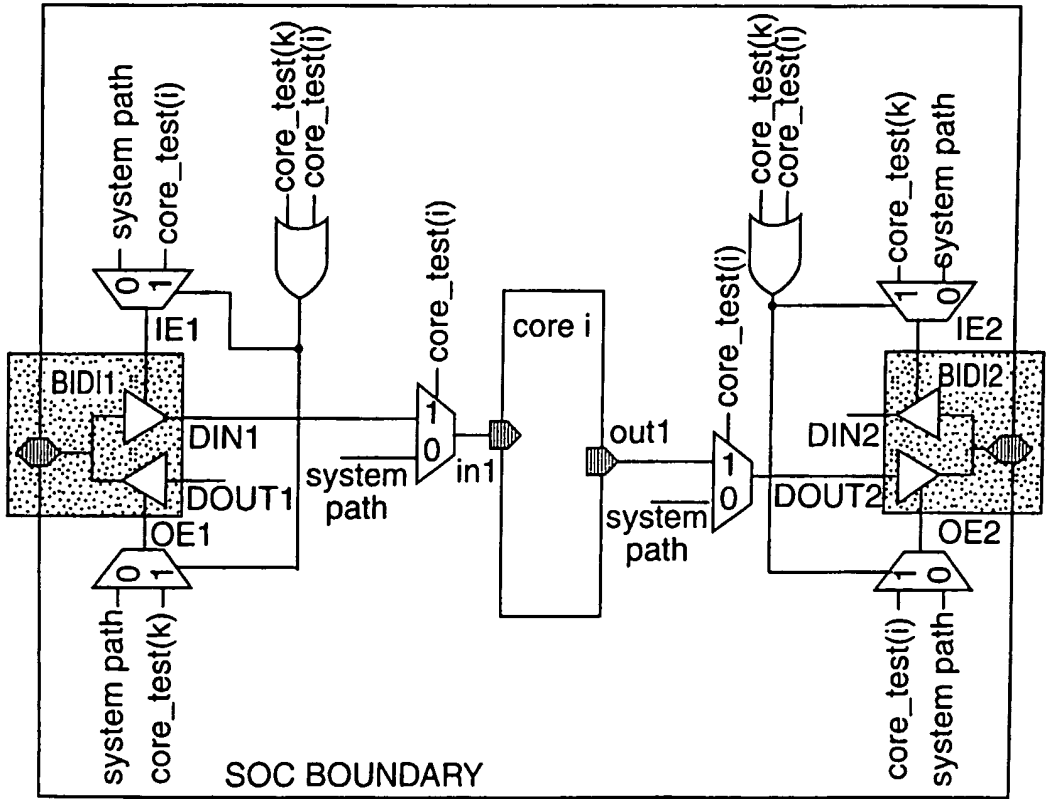 system path
core_test(i)
core_test(k)
core_test(i)
core_test(k)
core_test(i)
core_test(k)
system path
0
1
1
0
IE1
IE2
core_test(i)
core_test(i)
core i
BIDI1
BIDI2
1
0
DIN1
system
path
in1
out1
1
0
system
path
DIN2
DOUT1
DOUT2
OE1
OE2
0
1
1
0
system path
core_test(k)
core_test(i)
system path
SOC BOUNDARY